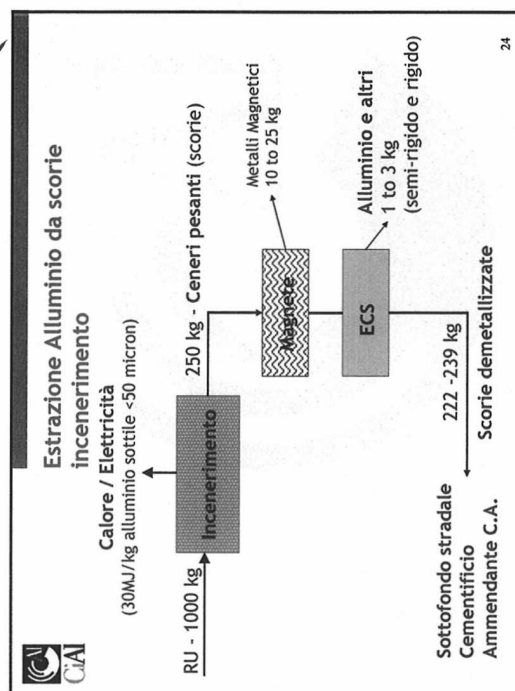 CiAl
Estrazione Alluminio da scorie
incenerimento
Calore / Elettricità
(30MJ/kg alluminio sottile <50 micron)
RU - 1000 kg
Incenerimento
250 kg - Ceneri pesanti (scorie)
Magnete
Metalli Magnetici
10 to 25 kg
ECS
Alluminio e altri
1 to 3 kg
(semi-rigido e rigido)
222 -239 kg
Scorie demetallizzate
Sottofondo stradale
Cementificio
Ammendante C.A.
24